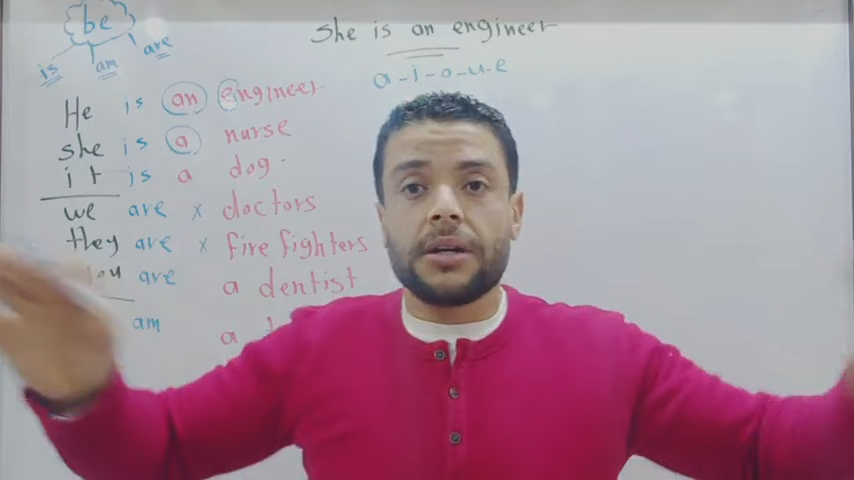 be
is am are
She is an engineer
a-i-o-u-e
He is an engineer
she is a nurse
it is a dog.
we are x doctors
they are x fire fighters
are a dentist
am a